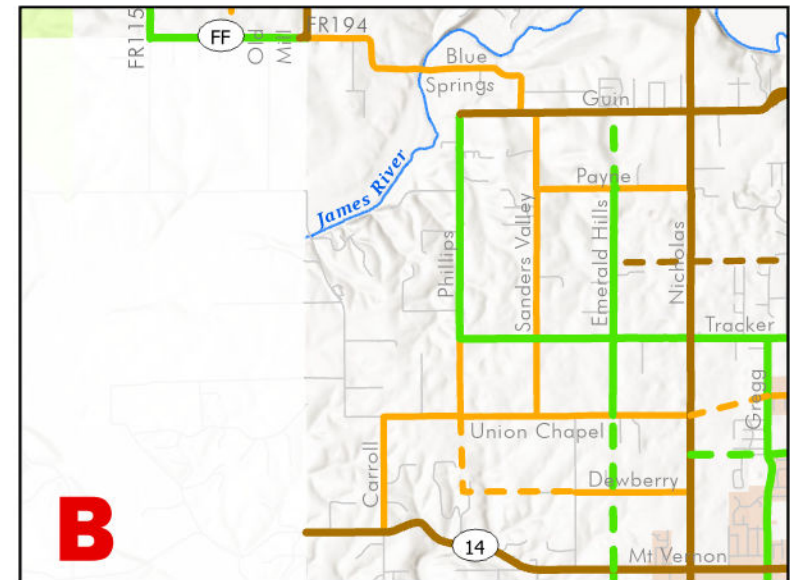 FR115
FF
Old
Mill
FR194
Blue
Springs
Guin
James River
Payne
Phillips
Sanders Valley
Emerald Hills
Nicholas
Tracker
Gregg
Union Chapel
Carroll
Dewberry
B
14
Mt Vernon